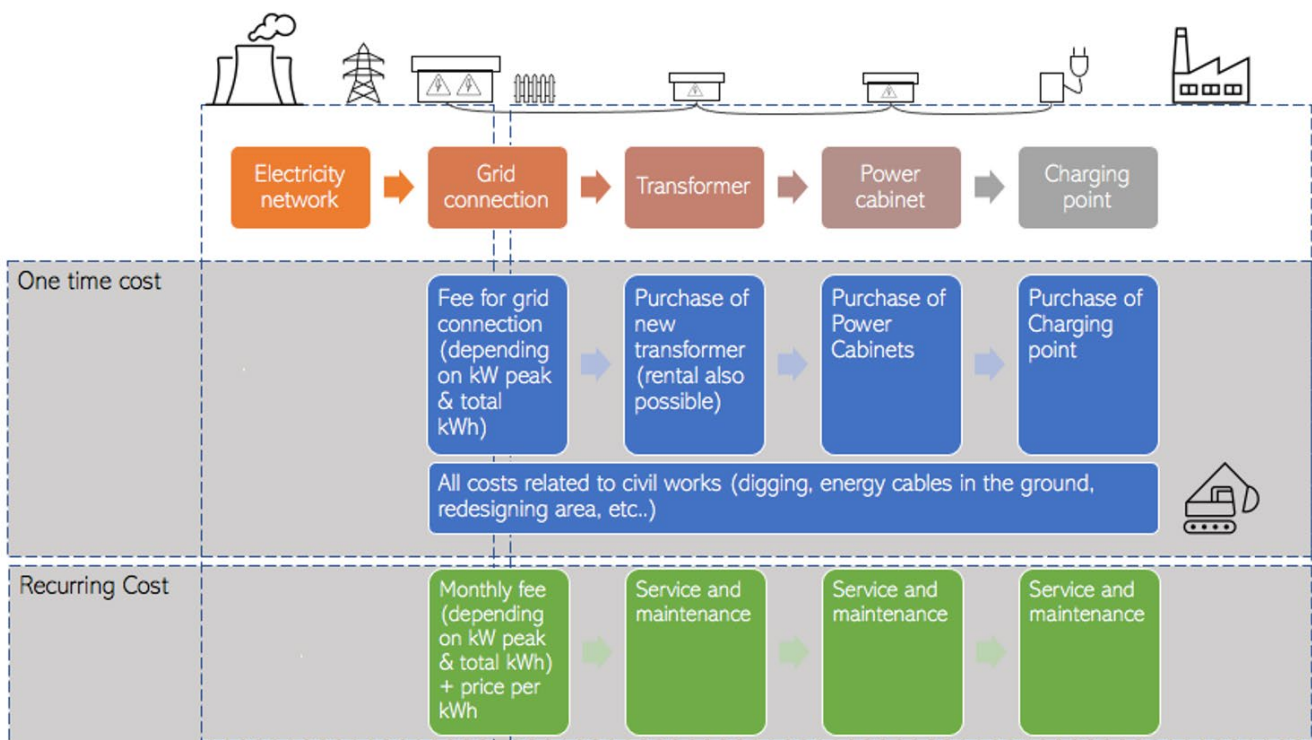 Electricity
network
Grid
connection
Transformer
Power
cabinet
Charging
point
One time cost
Fee for grid
connection
(depending
on kW peak
& total
kWh)
Purchase of
new
transformer
(rental also
possible)
Purchase of
Power
Cabinets
Purchase of
Charging
point
All costs related to civil works (digging, energy cables in the ground,
redesigning area, etc..)
Recurring Cost
Monthly fee
(depending
on kW peak
& total kWh)
+ price per
kWh
Service and
maintenance
Service and
maintenance
Service and
maintenance